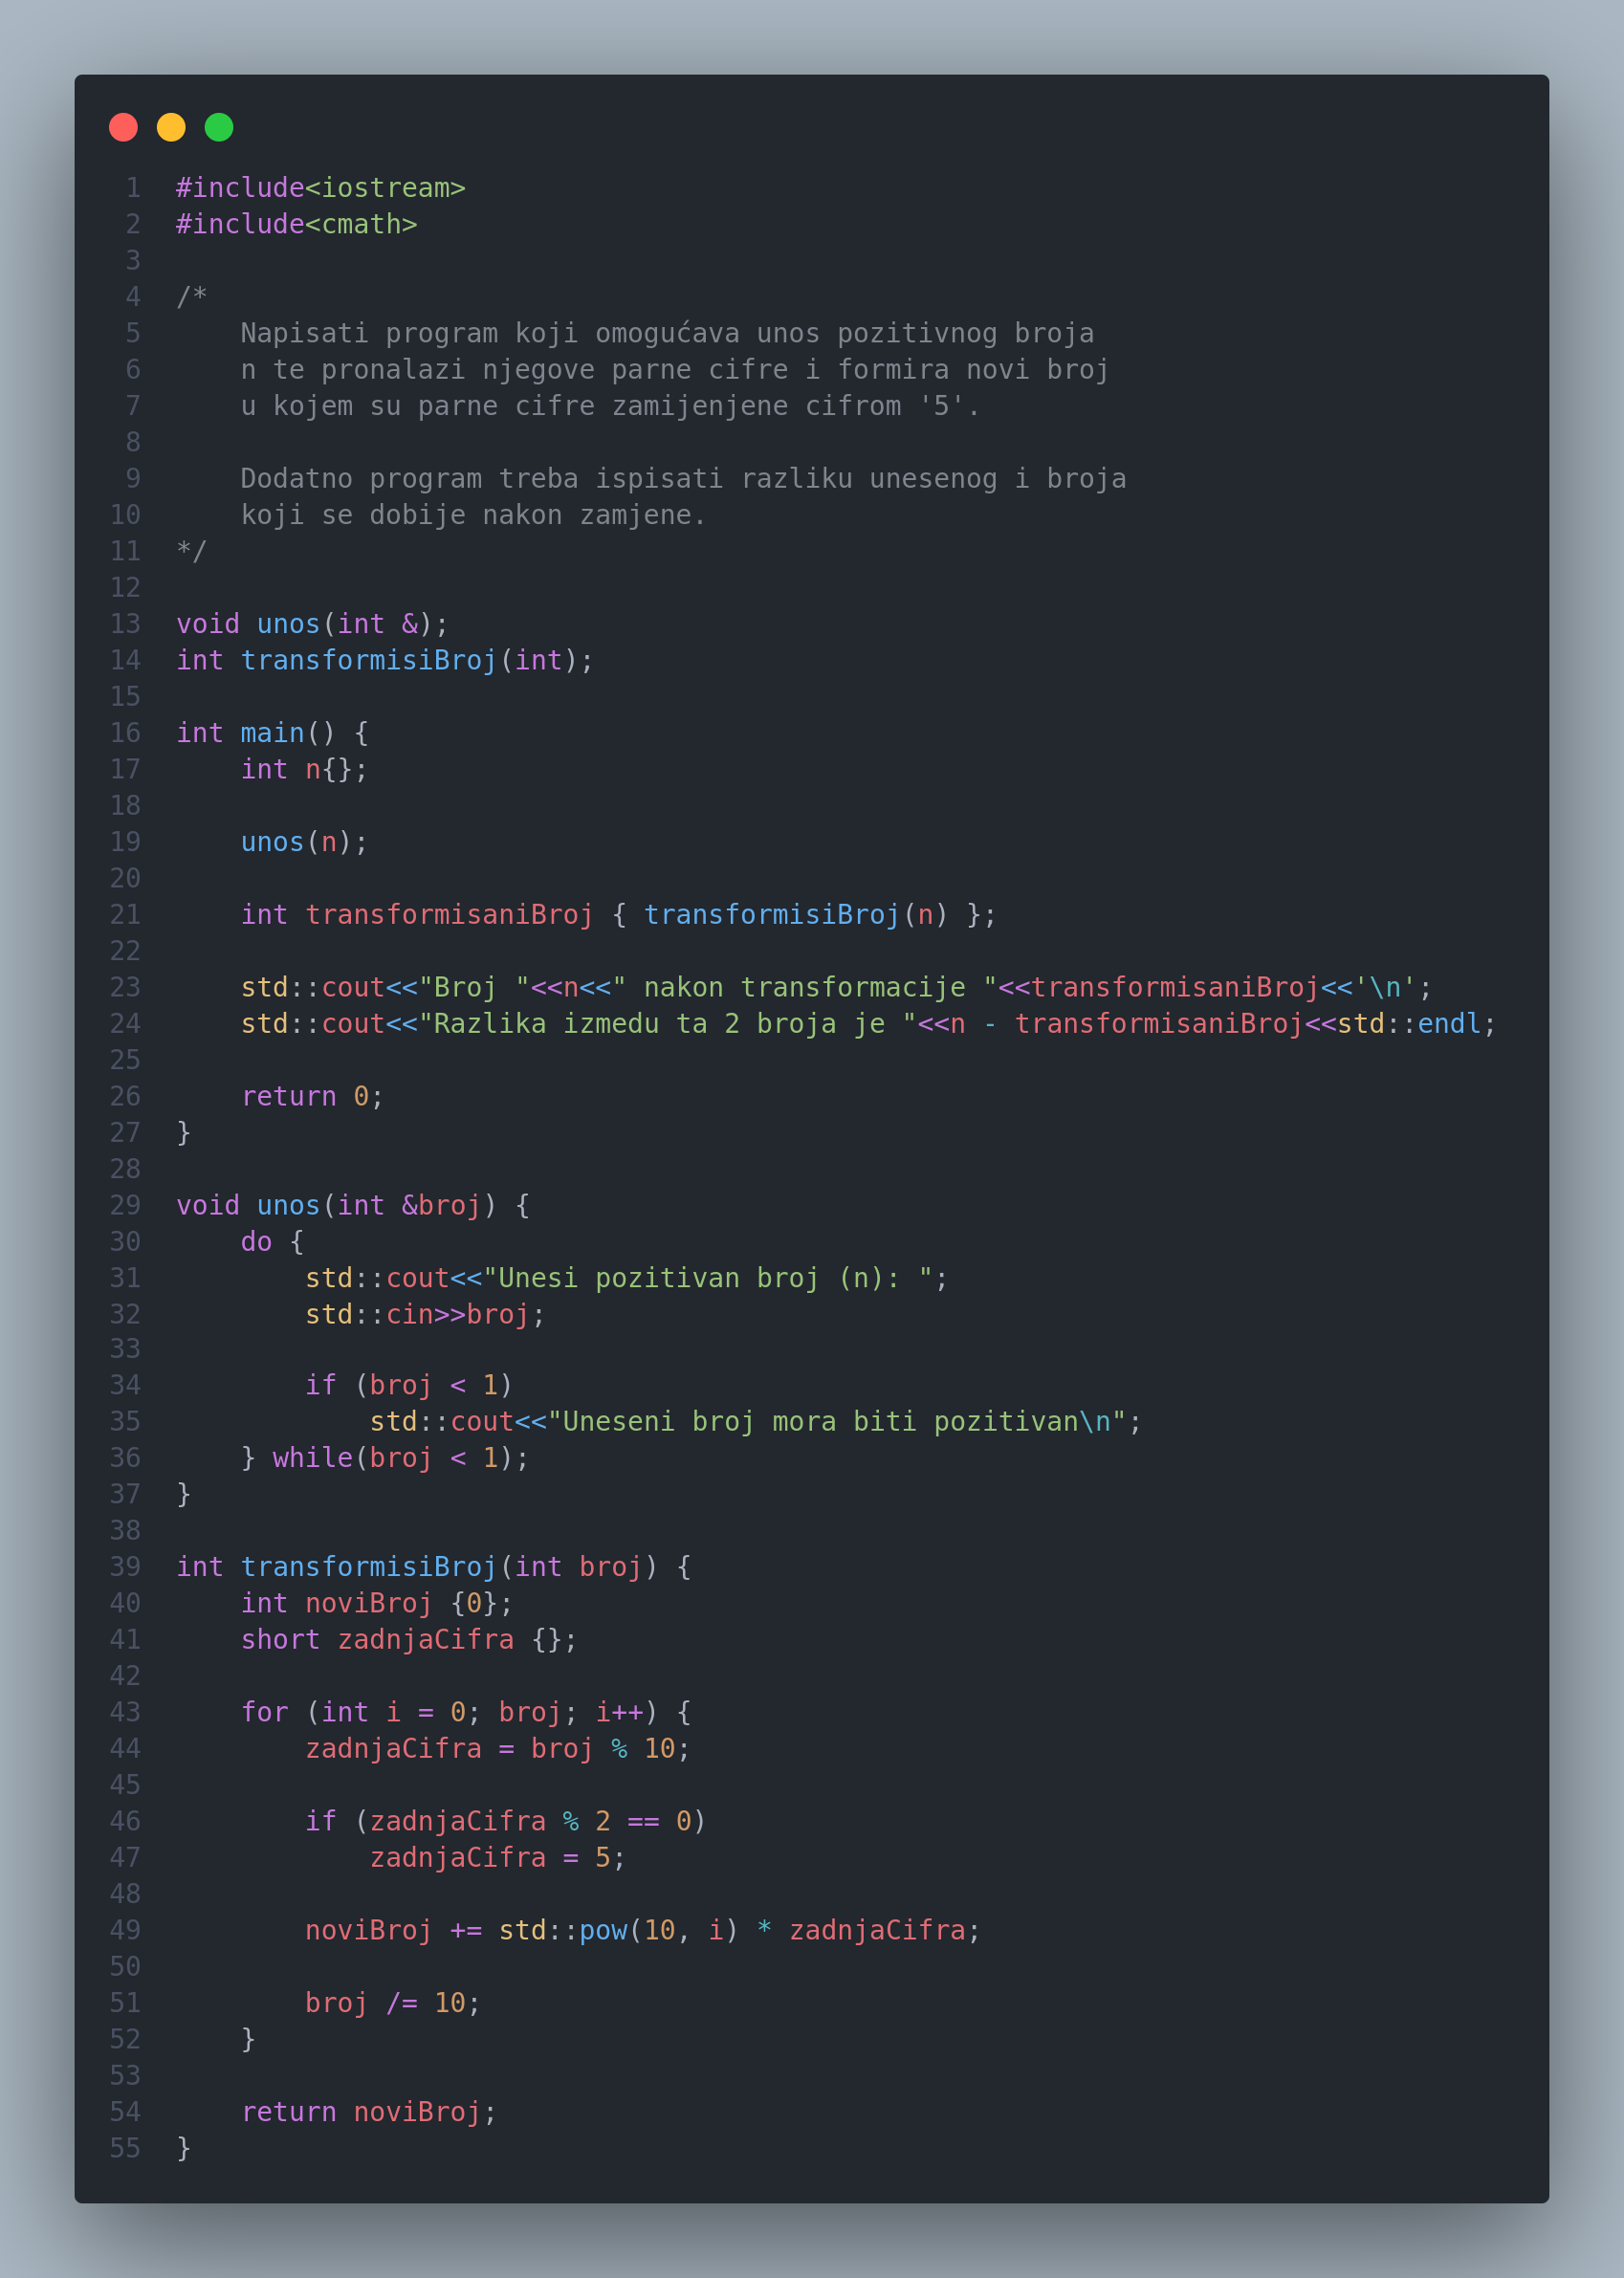 1 #include<iostream>
2 #include<cmath>
3
4 /*
5     Napisati program koji omogućava unos pozitivnog broja
6     n te pronalazi njegove parne cifre i formira novi broj
7     u kojem su parne cifre zamijenjene cifrom '5'.
8
9     Dodatno program treba ispisati razliku unesenog i broja
10     koji se dobije nakon zamjene.
11 */
12
13 void unos(int &);
14 int transformisiBroj(int);
15
16 int main() {
17     int n{};
18
19     unos(n);
20
21     int transformisaniBroj { transformisiBroj(n) };
22
23     std::cout<<"Broj "<<n<<" nakon transformacije "<<transformisaniBroj<<'\n';
24     std::cout<<"Razlika izmedu ta 2 broja je "<<n - transformisaniBroj<<std::endl;
25
26     return 0;
27 }
28
29 void unos(int &broj) {
30     do {
31         std::cout<<"Unesi pozitivan broj (n): ";
32         std::cin>>broj;
33
34         if (broj < 1)
35             std::cout<<"Uneseni broj mora biti pozitivan\n";
36     } while(broj < 1);
37 }
38
39 int transformisiBroj(int broj) {
40     int noviBroj {0};
41     short zadnjaCifra {};
42
43     for (int i = 0; broj; i++) {
44         zadnjaCifra = broj % 10;
45
46         if (zadnjaCifra % 2 == 0)
47             zadnjaCifra = 5;
48
49         noviBroj += std::pow(10, i) * zadnjaCifra;
50
51         broj /= 10;
52     }
53
54     return noviBroj;
55 }